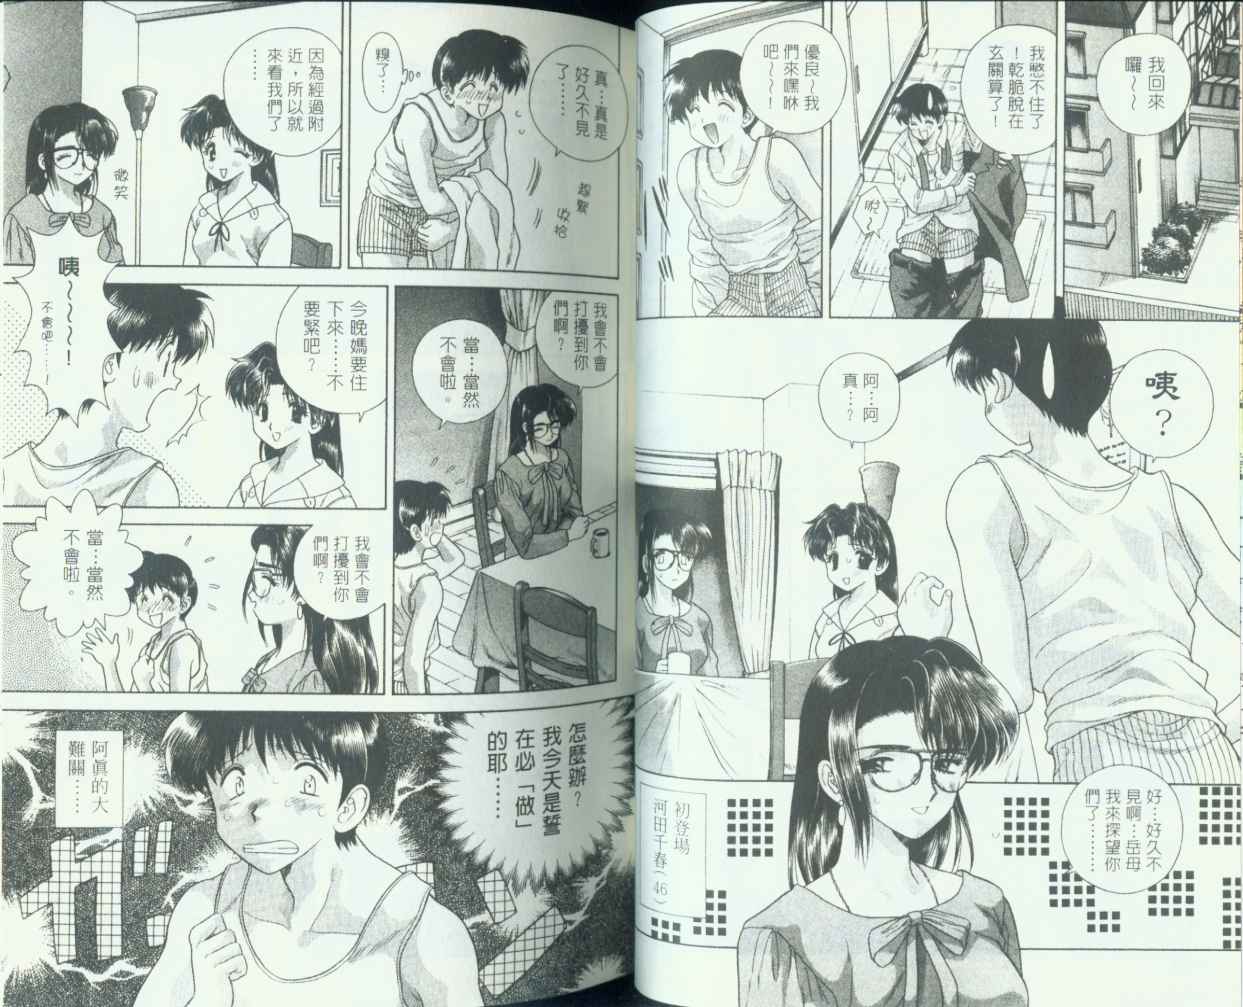 我回來
囉～～
我憋不住了
！乾脆脫在
玄關算了！
脫～
優良～我
們來嘿咻
吧～～！
咦？
阿…阿
真…？
好…好久不
見啊…岳母
我來探望你
們了………
初登場
河田千春(46)
真…真是
好久不見
了……
糗了…
趕緊
收拾
因為經過附
近，所以就
來看我們了
……
微笑
我會不會
打擾到你
們啊？
當…當然
不會啦。
今晚媽要住
下來……不
要緊吧？
咦～～～～！
不會吧……！
我會不會
打擾到你
們啊？
當…當然
不會啦。
怎麼辦？
我今天是誓
在必「做」
的耶……
阿真的大
難關……